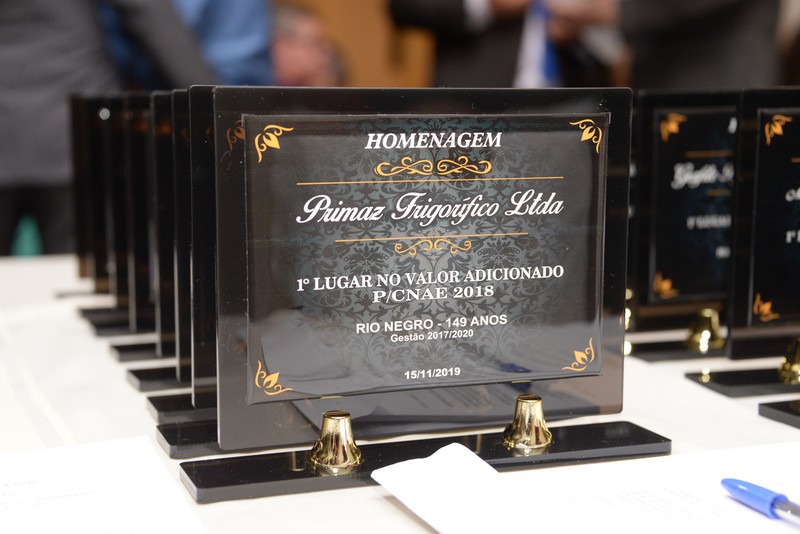 HOMENAGEM
Primaz Frigorífico Ltda
1º LUGAR NO VALOR ADICIONADO
P/CNAE 2018
RIO NEGRO - 149 ANOS
Gestão 2017/2020
15/11/2019